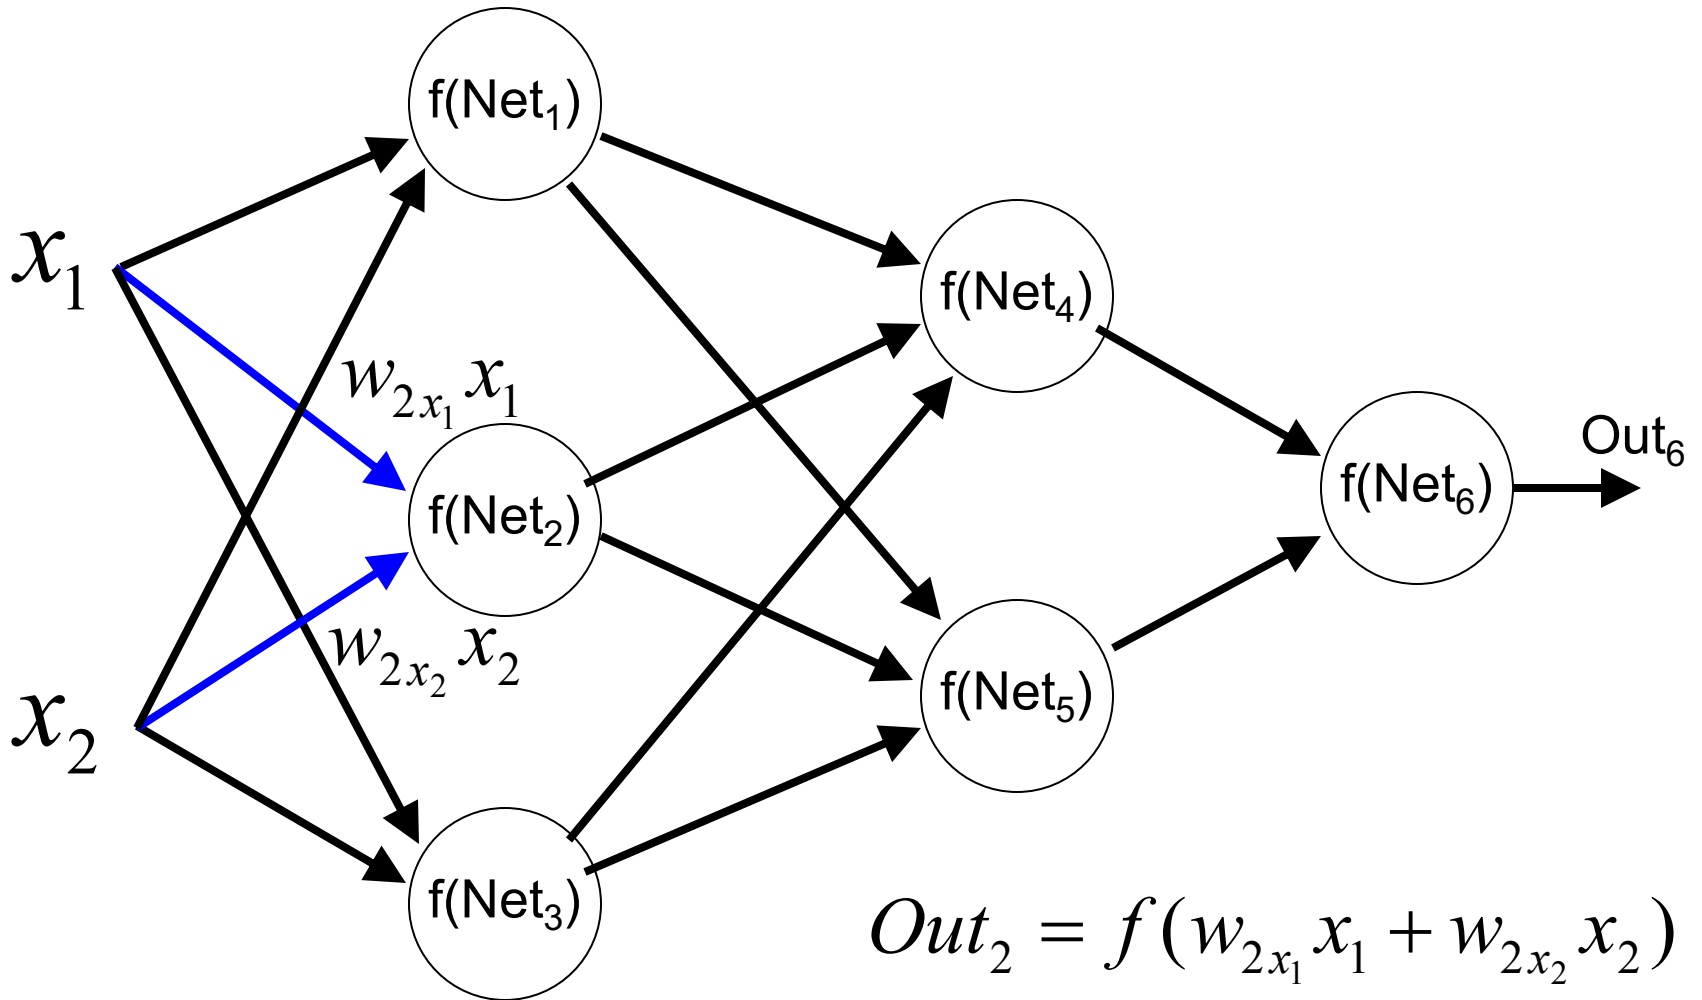 f(Net₁)
x₁
f(Net₄)
w₂ₓ₁ x₁
Out₆
f(Net₆)
f(Net₂)
w₂ₓ₂ x₂
f(Net₅)
x₂
f(Net₃)
Out₂ = f(w₂ₓ₁ x₁ + w₂ₓ₂ x₂)